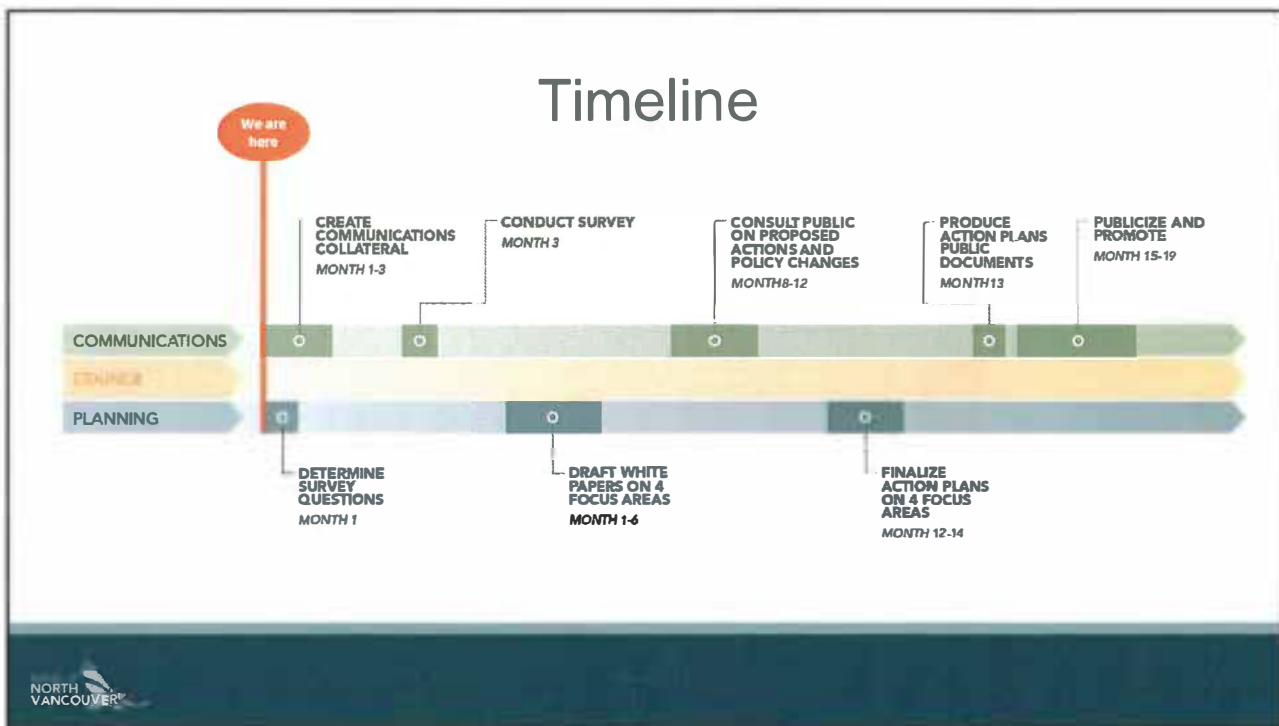 Timeline
We are
here
CREATE
COMMUNICATIONS
COLLATERAL
MONTH 1-3
CONDUCT SURVEY
MONTH 3
CONSULT PUBLIC
ON PROPOSED
ACTIONS AND
POLICY CHANGES
MONTH8-12
PRODUCE
ACTION PLANS
PUBLIC
DOCUMENTS
MONTH13
PUBLICIZE AND
PROMOTE
MONTH 15-19
COMMUNICATIONS
PLANNING
DETERMINE
SURVEY
QUESTIONS
MONTH 1
DRAFT WHITE
PAPERS ON 4
FOCUS AREAS
MONTH 1-6
FINALIZE
ACTION PLANS
ON 4 FOCUS
AREAS
MONTH 12-14
NORTH
VANCOUVER